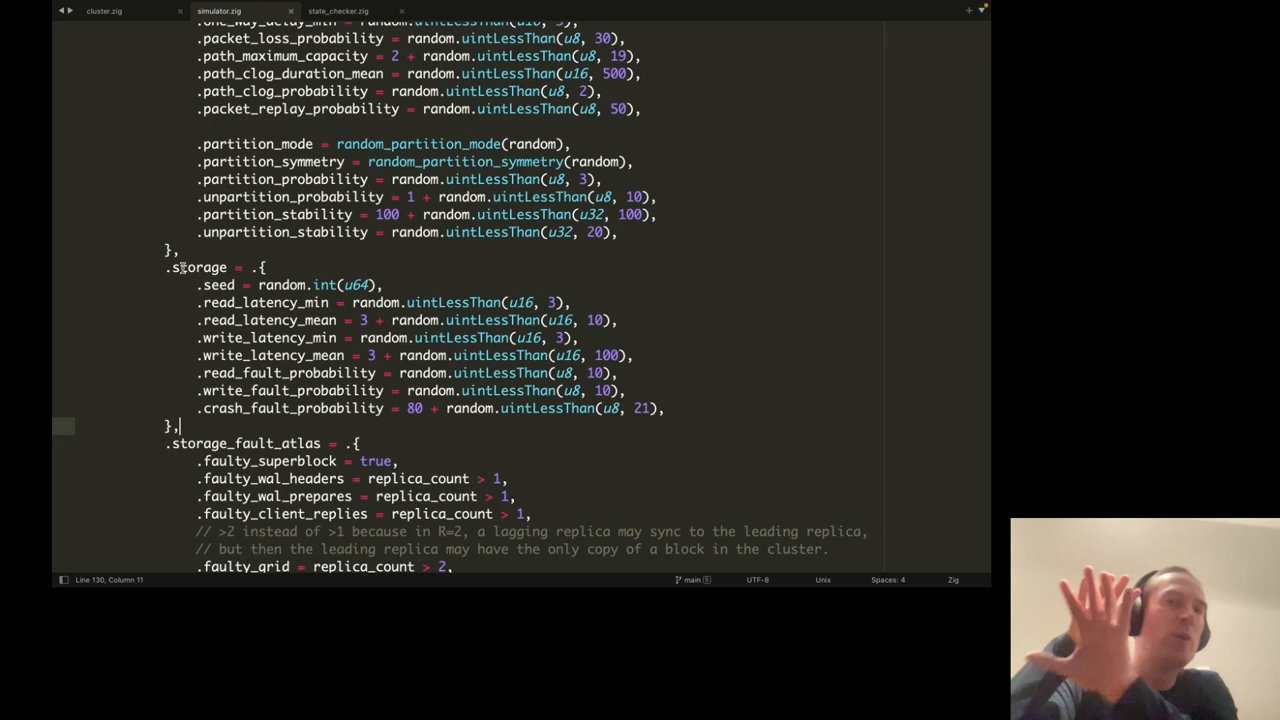 cluster.zig
simulator.zig
state_checker.zig
.one_way_delay_min = random.uintLessThan(u16, 3),
.packet_loss_probability = random.uintLessThan(u8, 30),
.path_maximum_capacity = 2 + random.uintLessThan(u8, 19),
.path_clog_duration_mean = random.uintLessThan(u16, 500),
.path_clog_probability = random.uintLessThan(u8, 2),
.packet_replay_probability = random.uintLessThan(u8, 50),
.partition_mode = random_partition_mode(random),
.partition_symmetry = random_partition_symmetry(random),
.partition_probability = random.uintLessThan(u8, 3),
.unpartition_probability = 1 + random.uintLessThan(u8, 10),
.partition_stability = 100 + random.uintLessThan(u32, 100),
.unpartition_stability = random.uintLessThan(u32, 20),
},
.storage = .{
.seed = random.int(u64),
.read_latency_min = random.uintLessThan(u16, 3),
.read_latency_mean = 3 + random.uintLessThan(u16, 10),
.write_latency_min = random.uintLessThan(u16, 3),
.write_latency_mean = 3 + random.uintLessThan(u16, 100),
.read_fault_probability = random.uintLessThan(u8, 10),
.write_fault_probability = random.uintLessThan(u8, 10),
.crash_fault_probability = 80 + random.uintLessThan(u8, 21),
},
.storage_fault_atlas = .{
.faulty_superblock = true,
.faulty_wal_headers = replica_count > 1,
.faulty_wal_prepares = replica_count > 1,
.faulty_client_replies = replica_count > 1,
// >2 instead of >1 because in R=2, a lagging replica may sync to the leading replica,
// but then the leading replica may have the only copy of a block in the cluster.
.faulty_grid = replica_count > 2,
Line 130, Column 11
main 5
UTF-8
Unix
Spaces: 4
Zig